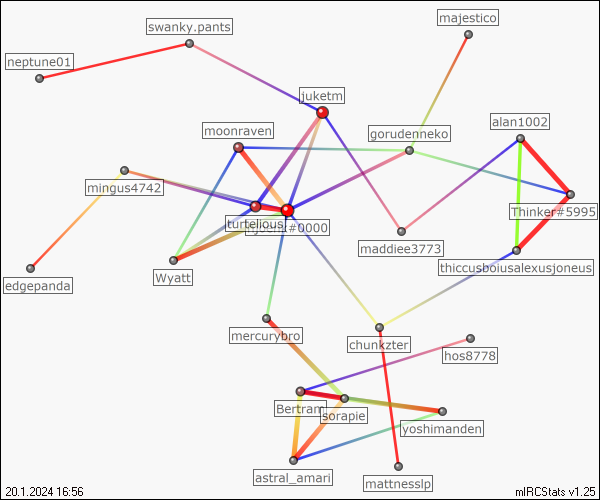 majestico
swanky.pants
neptune01
juketm
alan1002
moonraven
gorudenneko
mingus4742
Thinker#5995
turtelious
#0000
maddiee3773
thiccusboiusalexusjoneus
Wyatt
edgepanda
mercurybro
chunkzter
hos8778
Bertram
sorapie
yoshimanden
astral_amari
mattnesslp
20.1.2024 16:56
mIRCStats v1.25